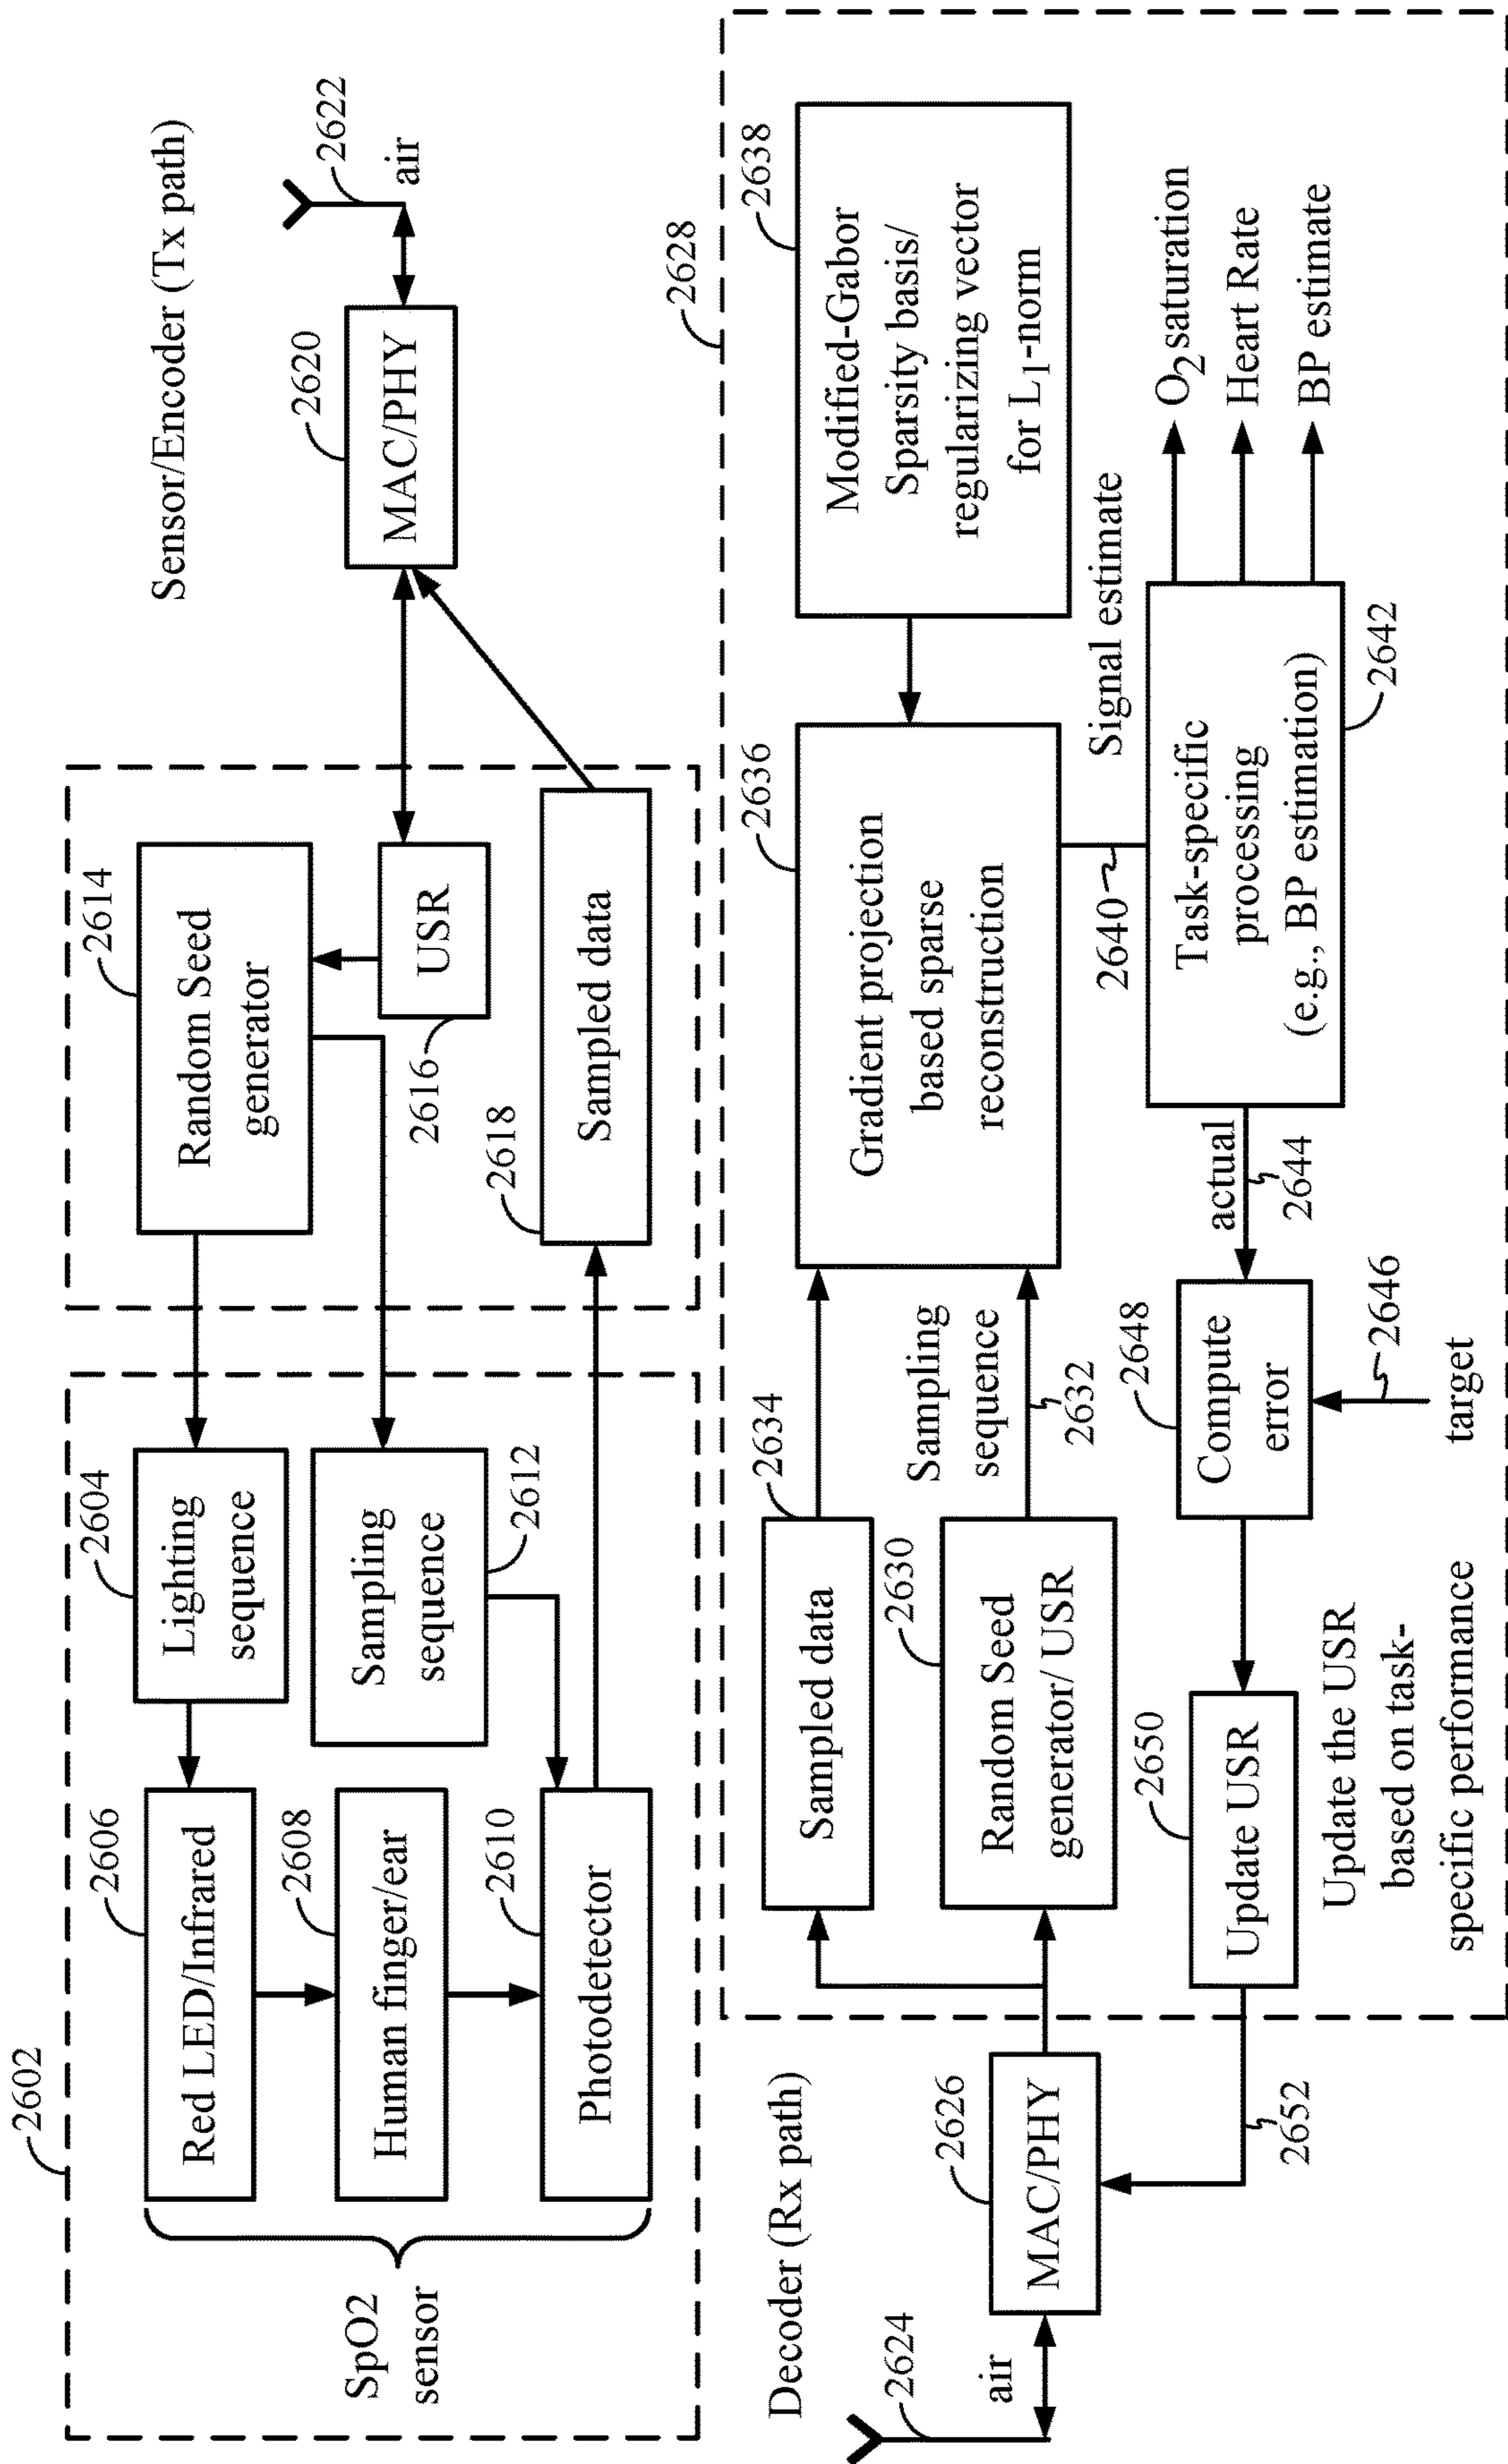 2602
SpO2
sensor
2606
Red LED/Infrared
2608
Human finger/ear
2610
Photodetector
2604
Lighting
sequence
Sampling
sequence
2612
2614
Random Seed
generator
USR
2616
2618
Sampled data
Sensor/Encoder (Tx path)
2620
MAC/PHY
2622
air
Decoder (Rx path)
2624
air
2626
MAC/PHY
2628
2634
Sampled data
2630
Random Seed
generator/ USR
Sampling
sequence
2632
2636
Gradient projection
based sparse
reconstruction
2638
Modified-Gabor
Sparsity basis/
regularizing vector
for L1-norm
2640
Signal estimate
Task-specific
processing
(e.g., BP estimation)
2642
O2 saturation
Heart Rate
BP estimate
actual
2644
2648
Compute
error
2646
target
2650
Update USR
2652
Update the USR
based on task-
specific performance